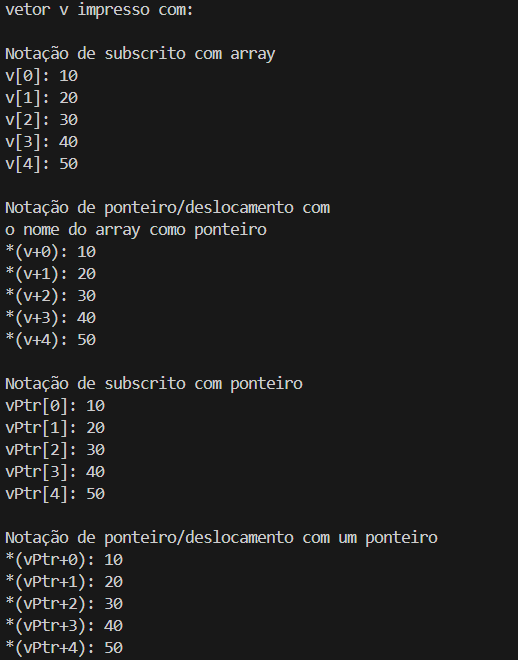 vetor v impresso com:
Notação de subscrito com array
v[0]: 10
v[1]: 20
v[2]: 30
v[3]: 40
v[4]: 50
Notação de ponteiro/deslocamento com
o nome do array como ponteiro
*(v+0): 10
*(v+1): 20
*(v+2): 30
*(v+3): 40
*(v+4): 50
Notação de subscrito com ponteiro
vPtr[0]: 10
vPtr[1]: 20
vPtr[2]: 30
vPtr[3]: 40
vPtr[4]: 50
Notação de ponteiro/deslocamento com um ponteiro
*(vPtr+0): 10
*(vPtr+1): 20
*(vPtr+2): 30
*(vPtr+3): 40
*(vPtr+4): 50